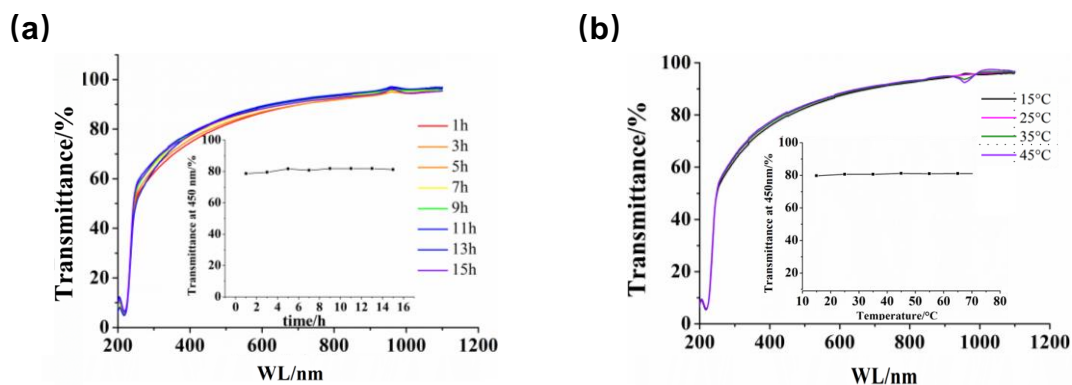 (a)
(b)
Transmittance/%
100
80
60
40
20
0
200
400
600
800
1000
1200
WL/nm
1h
3h
5h
7h
9h
11h
13h
15h
Transmittance at 450 nm/%
100
80
60
40
20
0
0 2 4 6 8 10 12 14 16
time/h
Transmittance/%
100
80
60
40
20
0
200
400
600
800
1000
1200
WL/nm
15°C
25°C
35°C
45°C
Transmittance at 450nm/%
100
80
60
40
20
10 20 30 40 50 60 70 80
Temperature/°C